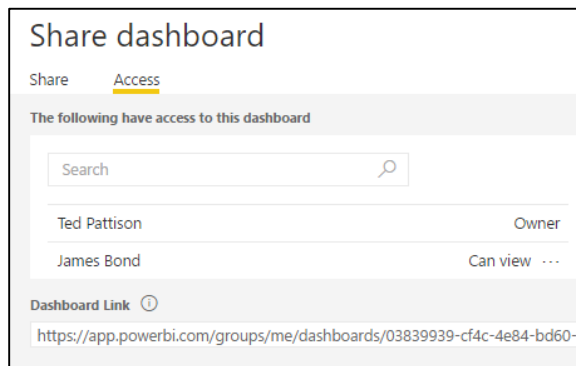 Share dashboard
Share Access
The following have access to this dashboard
Search
Ted Pattison Owner
James Bond Can view ···
Dashboard Link ⓘ
https://app.powerbi.com/groups/me/dashboards/03839939-cf4c-4e84-bd60-